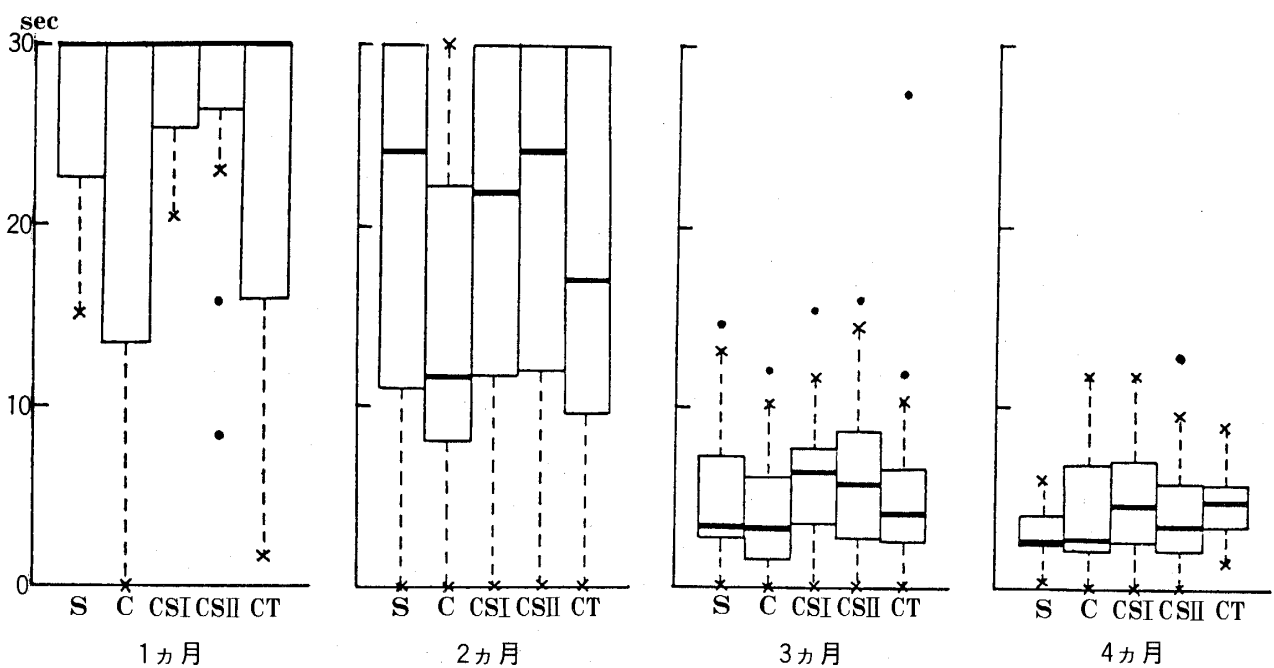 sec
30
20
10
0
S C CSI CSII CT
S C CSI CSII CT
S C CSI CSII CT
S C CSI CSII CT
1ヵ月
2ヵ月
3ヵ月
4ヵ月